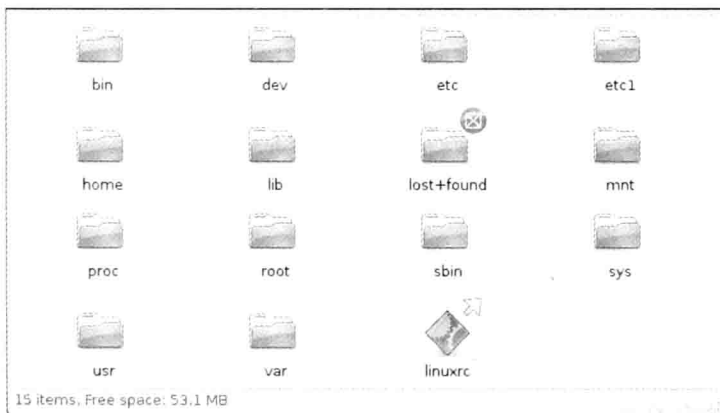 bin dev etc etc1
home lib lost+found mnt
proc root sbin sys
usr var linuxrc
15 items, Free space: 53.1 MB